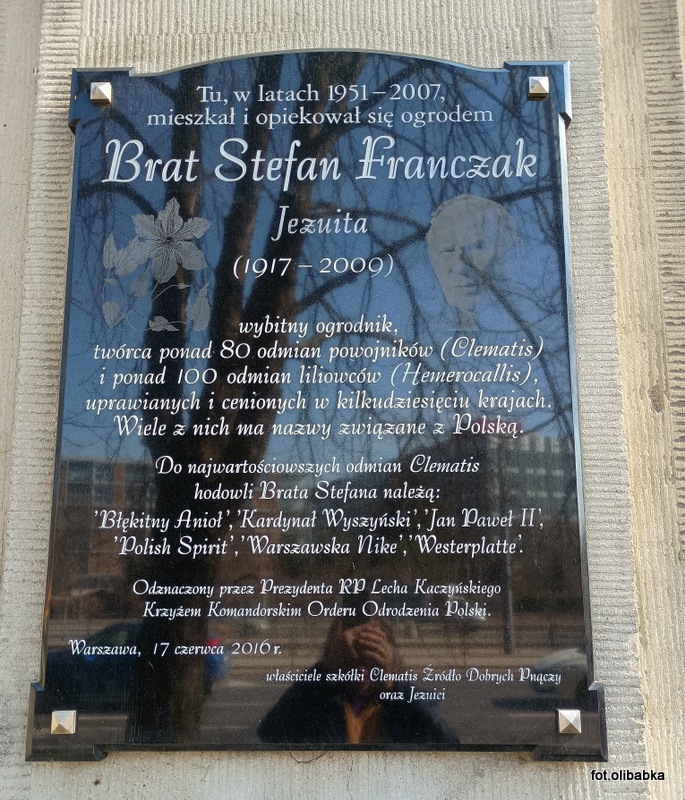 Tu, w latach 1951–2007,
mieszkał i opiekował się ogrodem
Brat Stefan Franczak
Jezuita
(1917 – 2009)
wybitny ogrodnik,
twórca ponad 80 odmian powojników (Clematis)
i ponad 100 odmian liliowców (Hemerocallis),
uprawianych i cenionych w kilkudziesięciu krajach.
Wiele z nich ma nazwy związane z Polską.
Do najwartościowszych odmian Clematis
hodowli Brata Stefana należą:
'Błękitny Anioł', 'Kardynał Wyszyński', 'Jan Paweł II',
'Polish Spirit', 'Warszawska Nike', 'Westerplatte'.
Odznaczony przez Prezydenta RP Lecha Kaczyńskiego
Krzyżem Komandorskim Orderu Odrodzenia Polski.
Warszawa, 17 czerwca 2016 r.
właściciele szkółki Clematis Źródło Dobrych Pnączy
oraz Jezuici
fot.olibabka